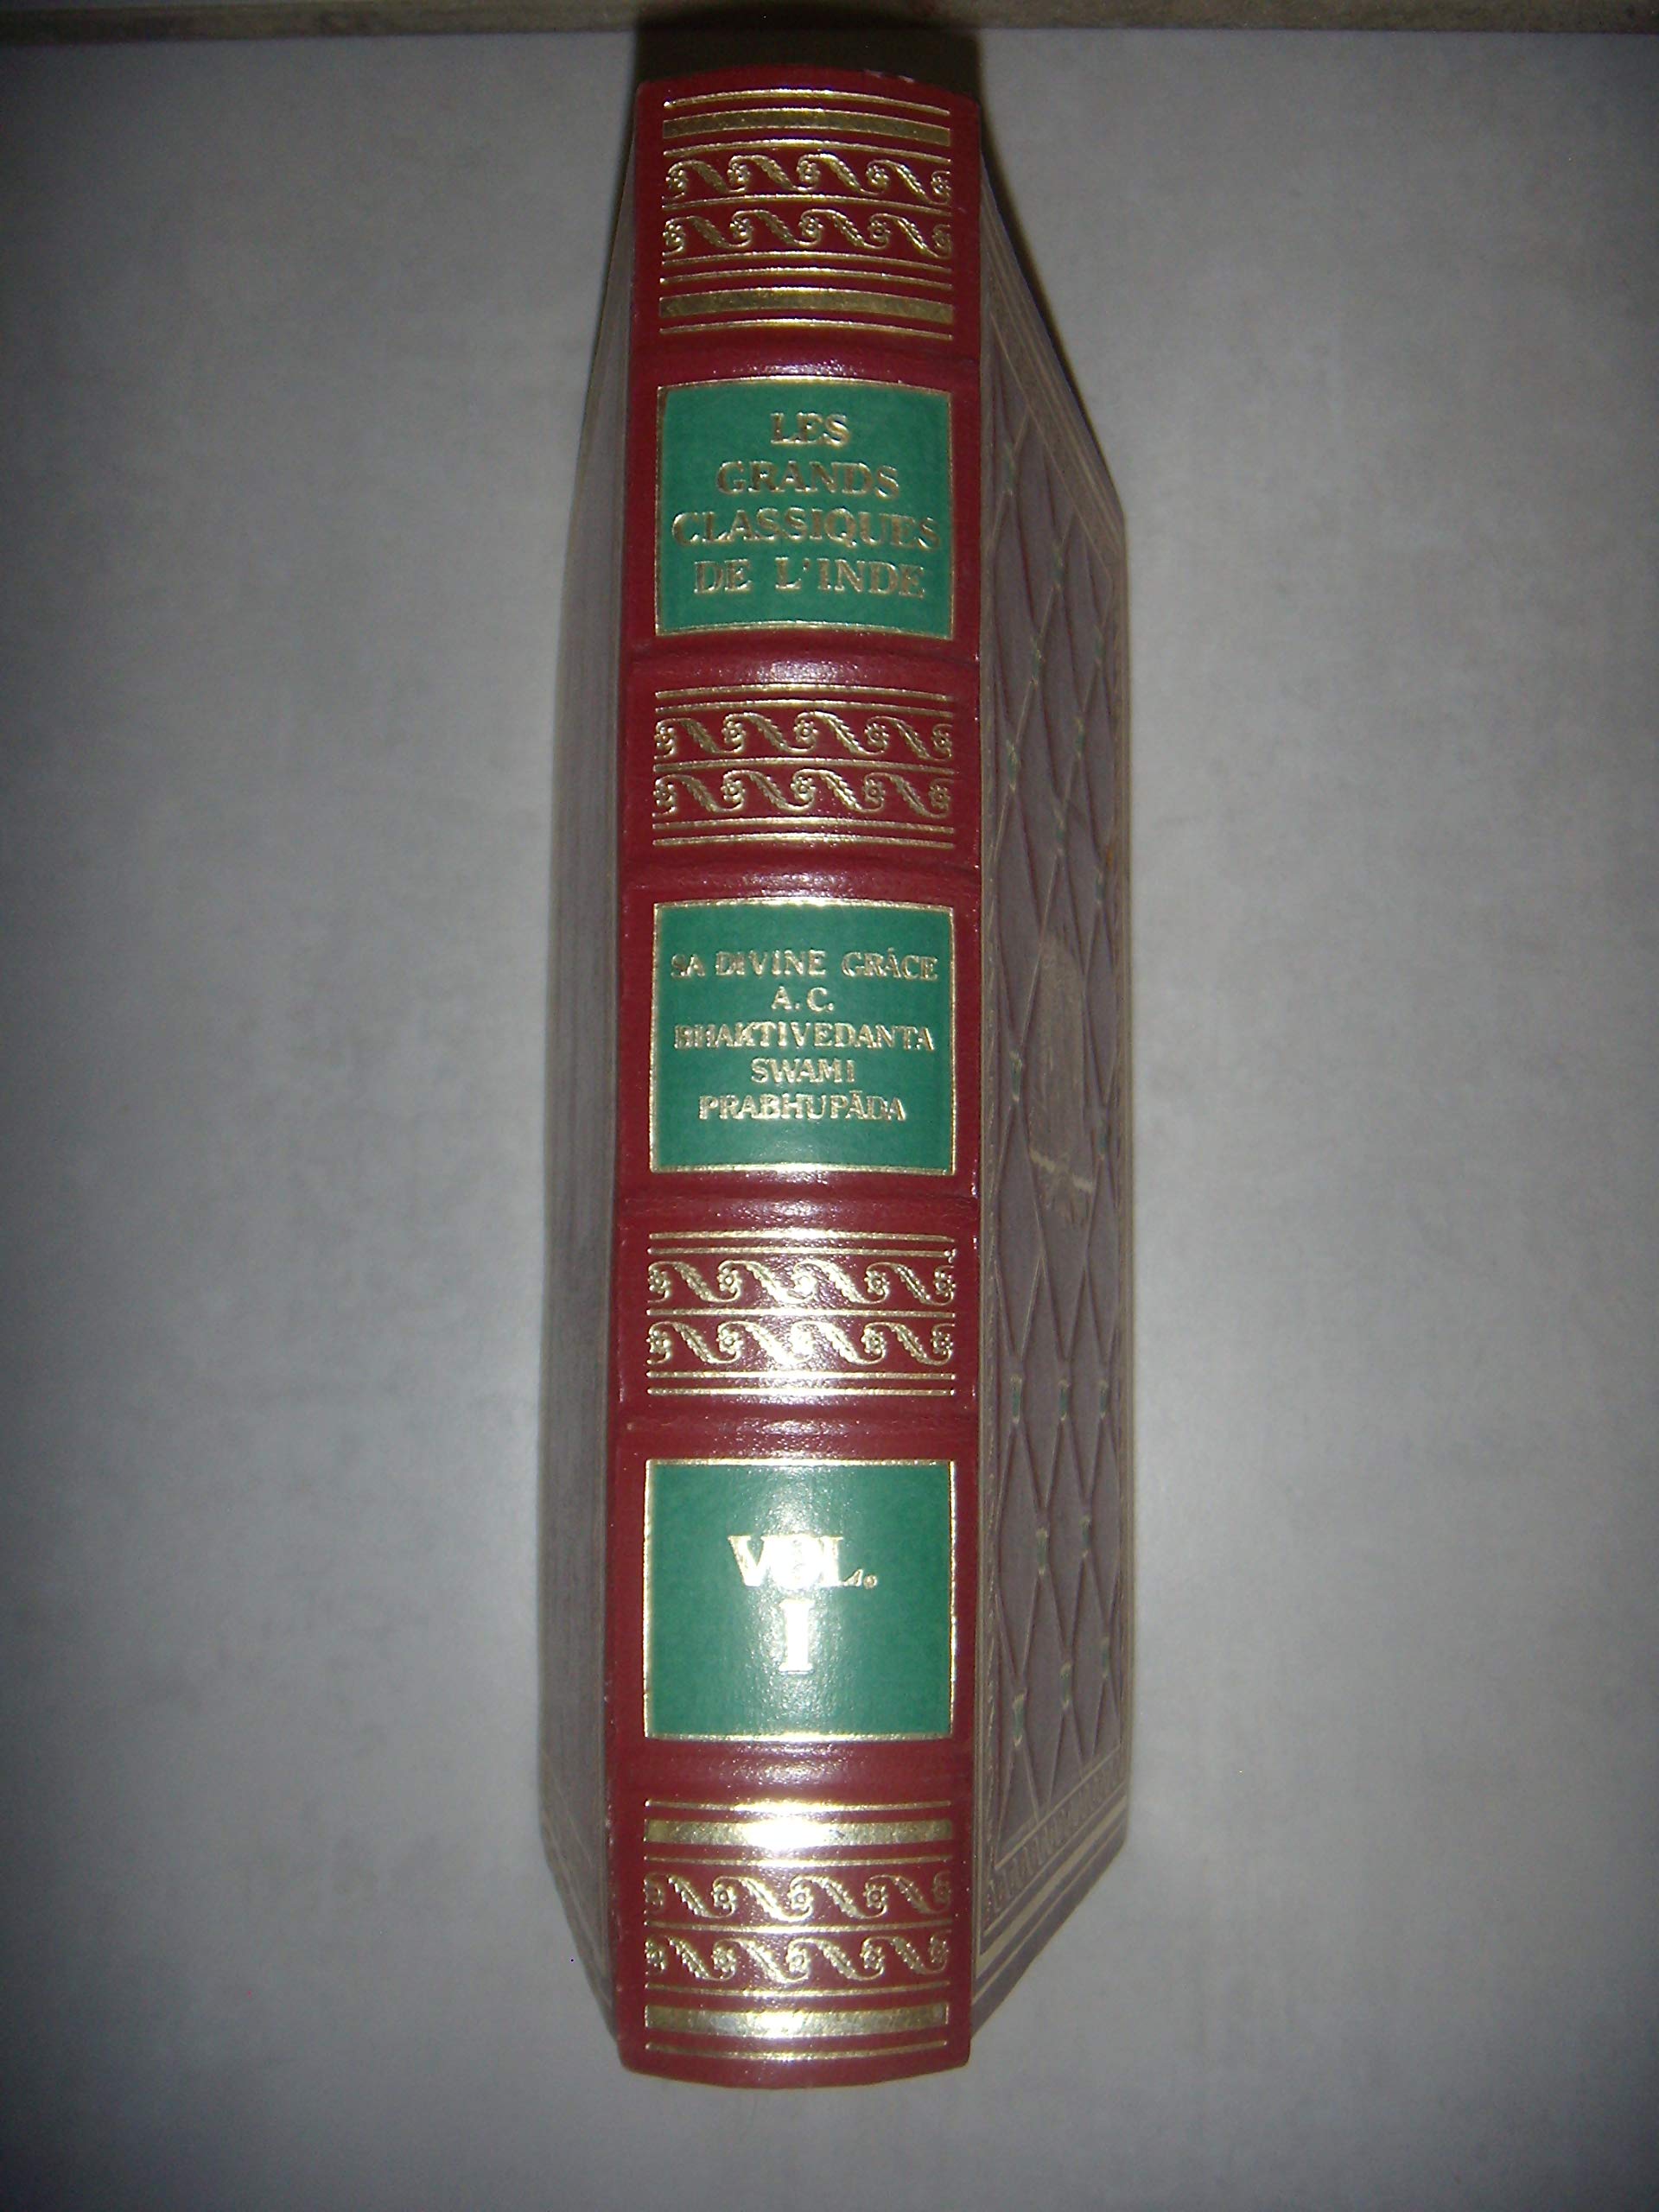 LES
GRANDS
CLASSIQUES
DE L'INDE
SA DIVINE GRÂCE
A. C.
BHAKTIVEDANTA
SWAMI
PRABHUPĀDA
VOL.
I